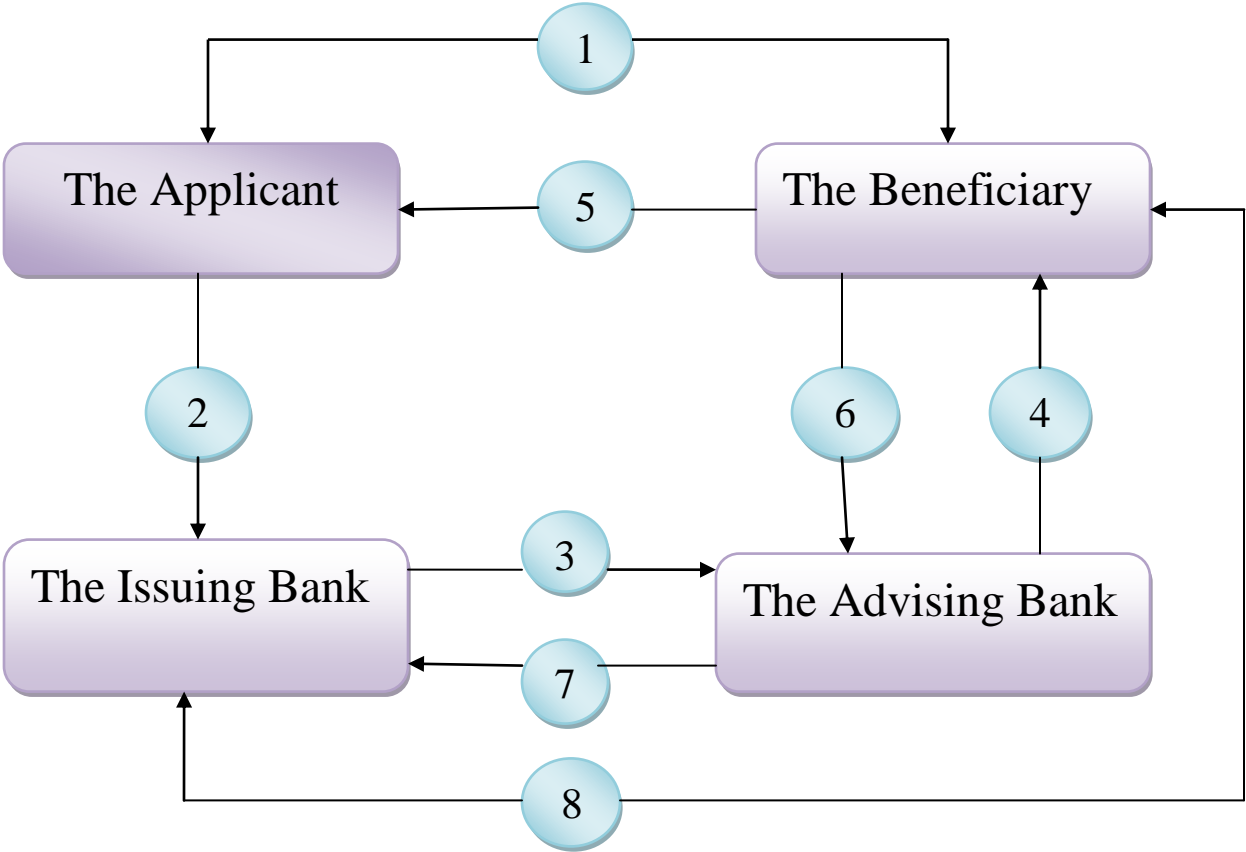 1
The Applicant
5
The Beneficiary
2
6
4
The Issuing Bank
3
The Advising Bank
7
8